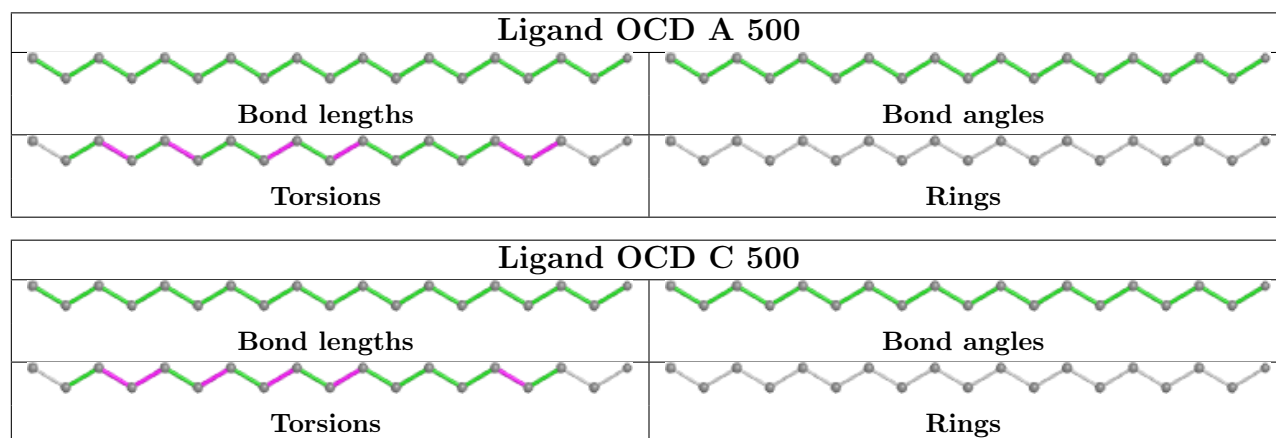 Ligand OCD A 500
Bond lengths Bond angles
Torsions Rings
Ligand OCD C 500
Bond lengths Bond angles
Torsions Rings